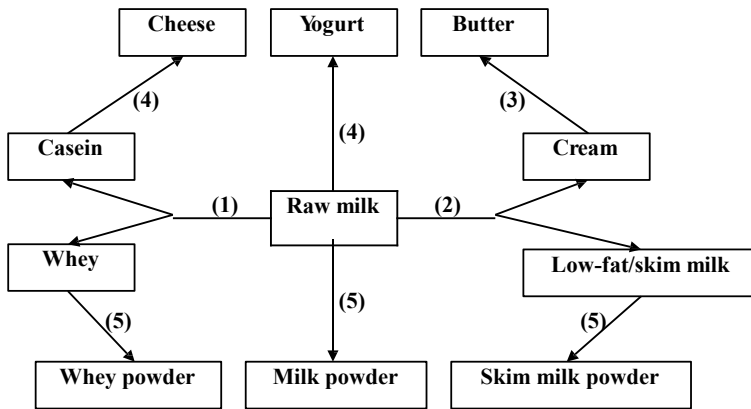 Cheese
Yogurt
Butter
(4)
(3)
(4)
Casein
Cream
(1)
Raw milk
(2)
Whey
Low-fat/skim milk
(5)
(5)
(5)
Whey powder
Milk powder
Skim milk powder